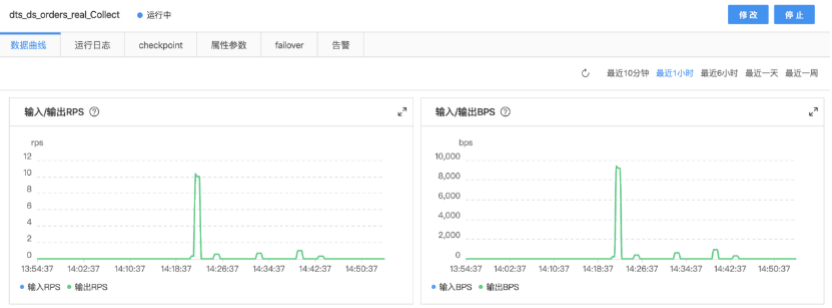 dts_ds_orders_real_Collect 运行中 修改 停止
数据曲线 运行日志 checkpoint 属性参数 failover 告警
最近10分钟 最近1小时 最近6小时 最近一天 最近一周
输入/输出RPS
rps
12
10
8
6
4
2
0
13:54:37 14:02:37 14:10:37 14:18:37 14:26:37 14:34:37 14:42:37 14:50:37
输入RPS 输出RPS
输入/输出BPS
bps
10,000
8,000
6,000
4,000
2,000
0
13:54:37 14:02:37 14:10:37 14:18:37 14:26:37 14:34:37 14:42:37 14:50:37
输入BPS 输出BPS